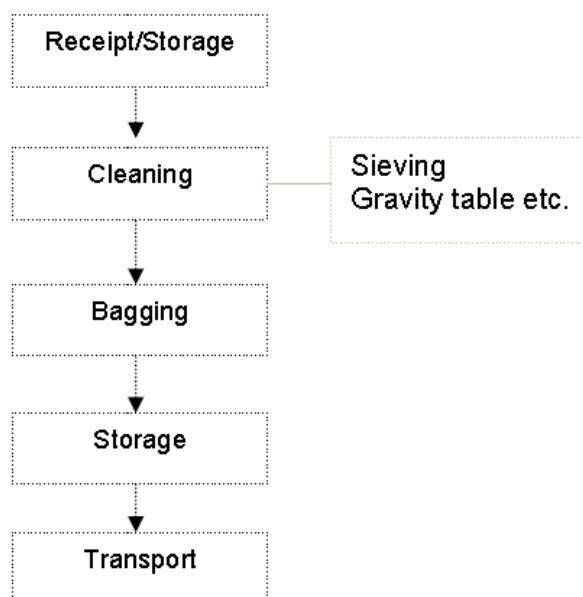 Receipt/Storage
Cleaning
Sieving
Gravity table etc.
Bagging
Storage
Transport